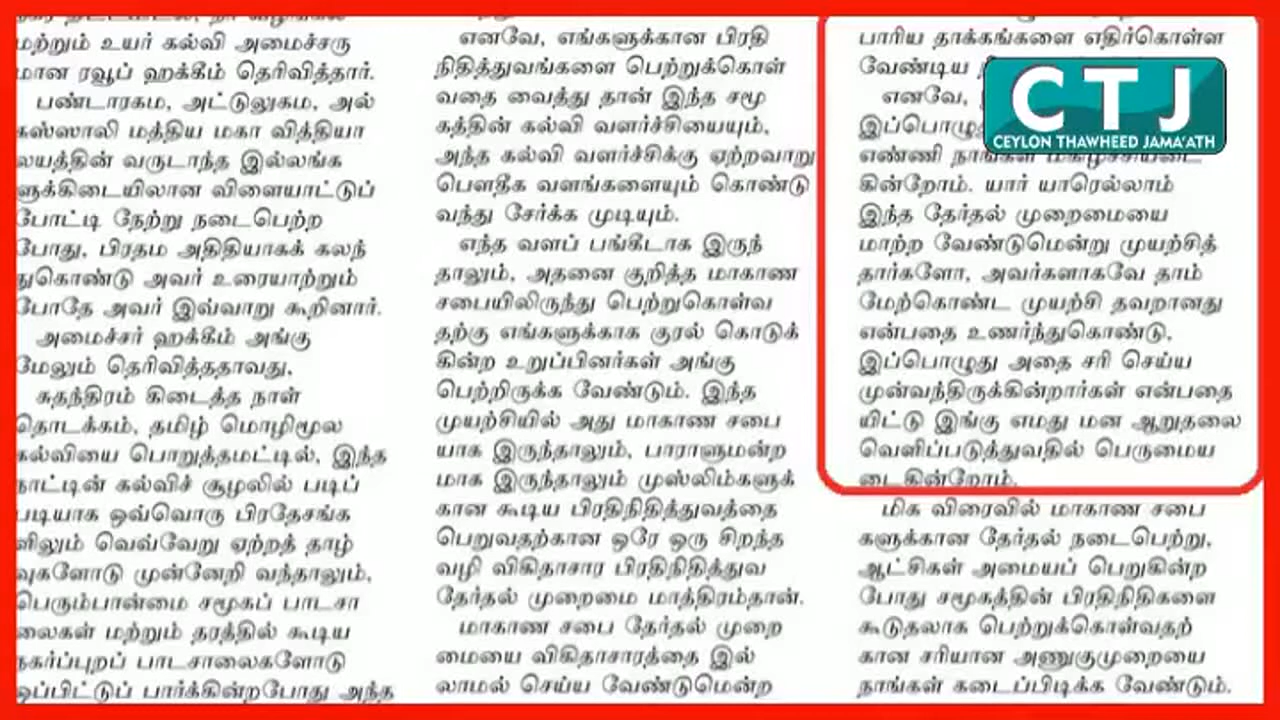 மற்றும் உயர் கல்வி அமைச்சரு
மான ரவூப் ஹக்கீம் தெரிவித்தார்.
பண்டாரகம, அட்டுலுகம, அல்
கஸ்ஸாலி மத்திய மகா வித்தியா
லயத்தின் வருடாந்த இல்லங்க
ளுக்கிடையிலான விளையாட்டுப்
போட்டி நேற்று நடைபெற்ற
போது, பிரதம அதிதியாகக் கலந்
துகொண்டு அவர் உரையாற்றும்
போதே அவர் இவ்வாறு கூறினார்.
அமைச்சர் ஹக்கீம் அங்கு
மேலும் தெரிவித்ததாவது,
சுதந்திரம் கிடைத்த நாள்
தொடக்கம், தமிழ் மொழிமூல
கல்வியை பொறுத்தமட்டில், இந்த
நாட்டின் கல்விச் சூழலில் படிப்
படியாக ஒவ்வொரு பிரதேசங்க
ளிலும் வெவ்வேறு ஏற்றத் தாழ்
வுகளோடு முன்னேறி வந்தாலும்,
பெரும்பான்மை சமூகப் பாடசா
லைகள் மற்றும் தரத்தில் கூடிய
நகர்ப்புறப் பாடசாலைகளோடு
ஒப்பிட்டுப் பார்க்கின்றபோது அந்த
எனவே, எங்களுக்கான பிரதி
நிதித்துவங்களை பெற்றுக்கொள்
வதை வைத்து தான் இந்த சமூ
கத்தின் கல்வி வளர்ச்சியையும்,
அந்த கல்வி வளர்ச்சிக்கு ஏற்றவாறு
பௌதீக வளங்களையும் கொண்டு
வந்து சேர்க்க முடியும்.
எந்த வளப் பங்கீடாக இருந்
தாலும், அதனை குறித்த மாகாண
சபையிலிருந்து பெற்றுகொள்வ
தற்கு எங்களுக்காக குரல் கொடுக்
கின்ற உறுப்பினர்கள் அங்கு
பெற்றிருக்க வேண்டும். இந்த
முயற்சியில் அது மாகாண சபை
யாக இருந்தாலும், பாராளுமன்ற
மாக இருந்தாலும் முஸ்லிம்களுக்
கான கூடிய பிரதிநிதித்துவத்தை
பெறுவதற்கான ஒரே ஒரு சிறந்த
வழி விகிதாசார பிரதிநிதித்துவ
தேர்தல் முறைமை மாத்திரம்தான்.
மாகாண சபை தேர்தல் முறை
மையை விகிதாசாரத்தை இல்
லாமல் செய்ய வேண்டுமென்ற
பாரிய தாக்கங்களை எதிர்கொள்ள
வேண்டிய
எனவே,
இப்பொழுது
எண்ணி நாங்கள் மகிழ்ச்சியடை
கின்றோம். யார் யாரெல்லாம்
இந்த தேர்தல் முறைமையை
மாற்ற வேண்டுமென்று முயற்சித்
தார்களோ, அவர்களாகவே தாம்
மேற்கொண்ட முயற்சி தவறானது
என்பதை உணர்ந்துகொண்டு,
இப்பொழுது அதை சரி செய்ய
முன்வந்திருக்கின்றார்கள் என்பதை
யிட்டு இங்கு எமது மன ஆறுதலை
வெளிப்படுத்துவதில் பெருமைய
டைகின்றோம்.
மிக விரைவில் மாகாண சபை
களுக்கான தேர்தல் நடைபெற்று,
ஆட்சிகள் அமையப் பெறுகின்ற
போது சமூகத்தின் பிரதிநிதிகளை
கூடுதலாக பெற்றுக்கொள்வதற்
கான சரியான அணுகுமுறையை
நாங்கள் கடைப்பிடிக்க வேண்டும்.
CTJ
CEYLON THAWHEED JAMA'ATH